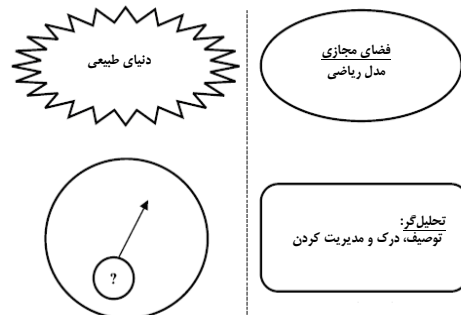 فضای مجازی
مدل ریاضی
دنیای طبیعی
تحلیل‌گر:
توصیف، درک و مدیریت کردن
?